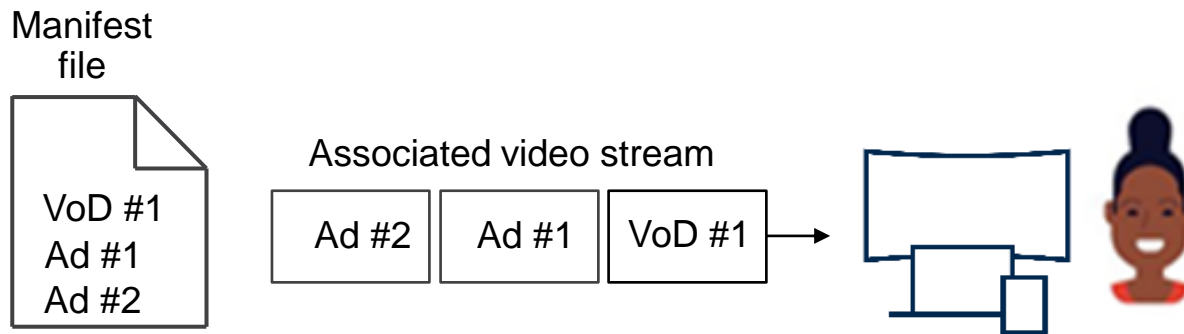 Manifest
file
VoD #1
Ad #1
Ad #2
Associated video stream
Ad #2
Ad #1
VoD #1